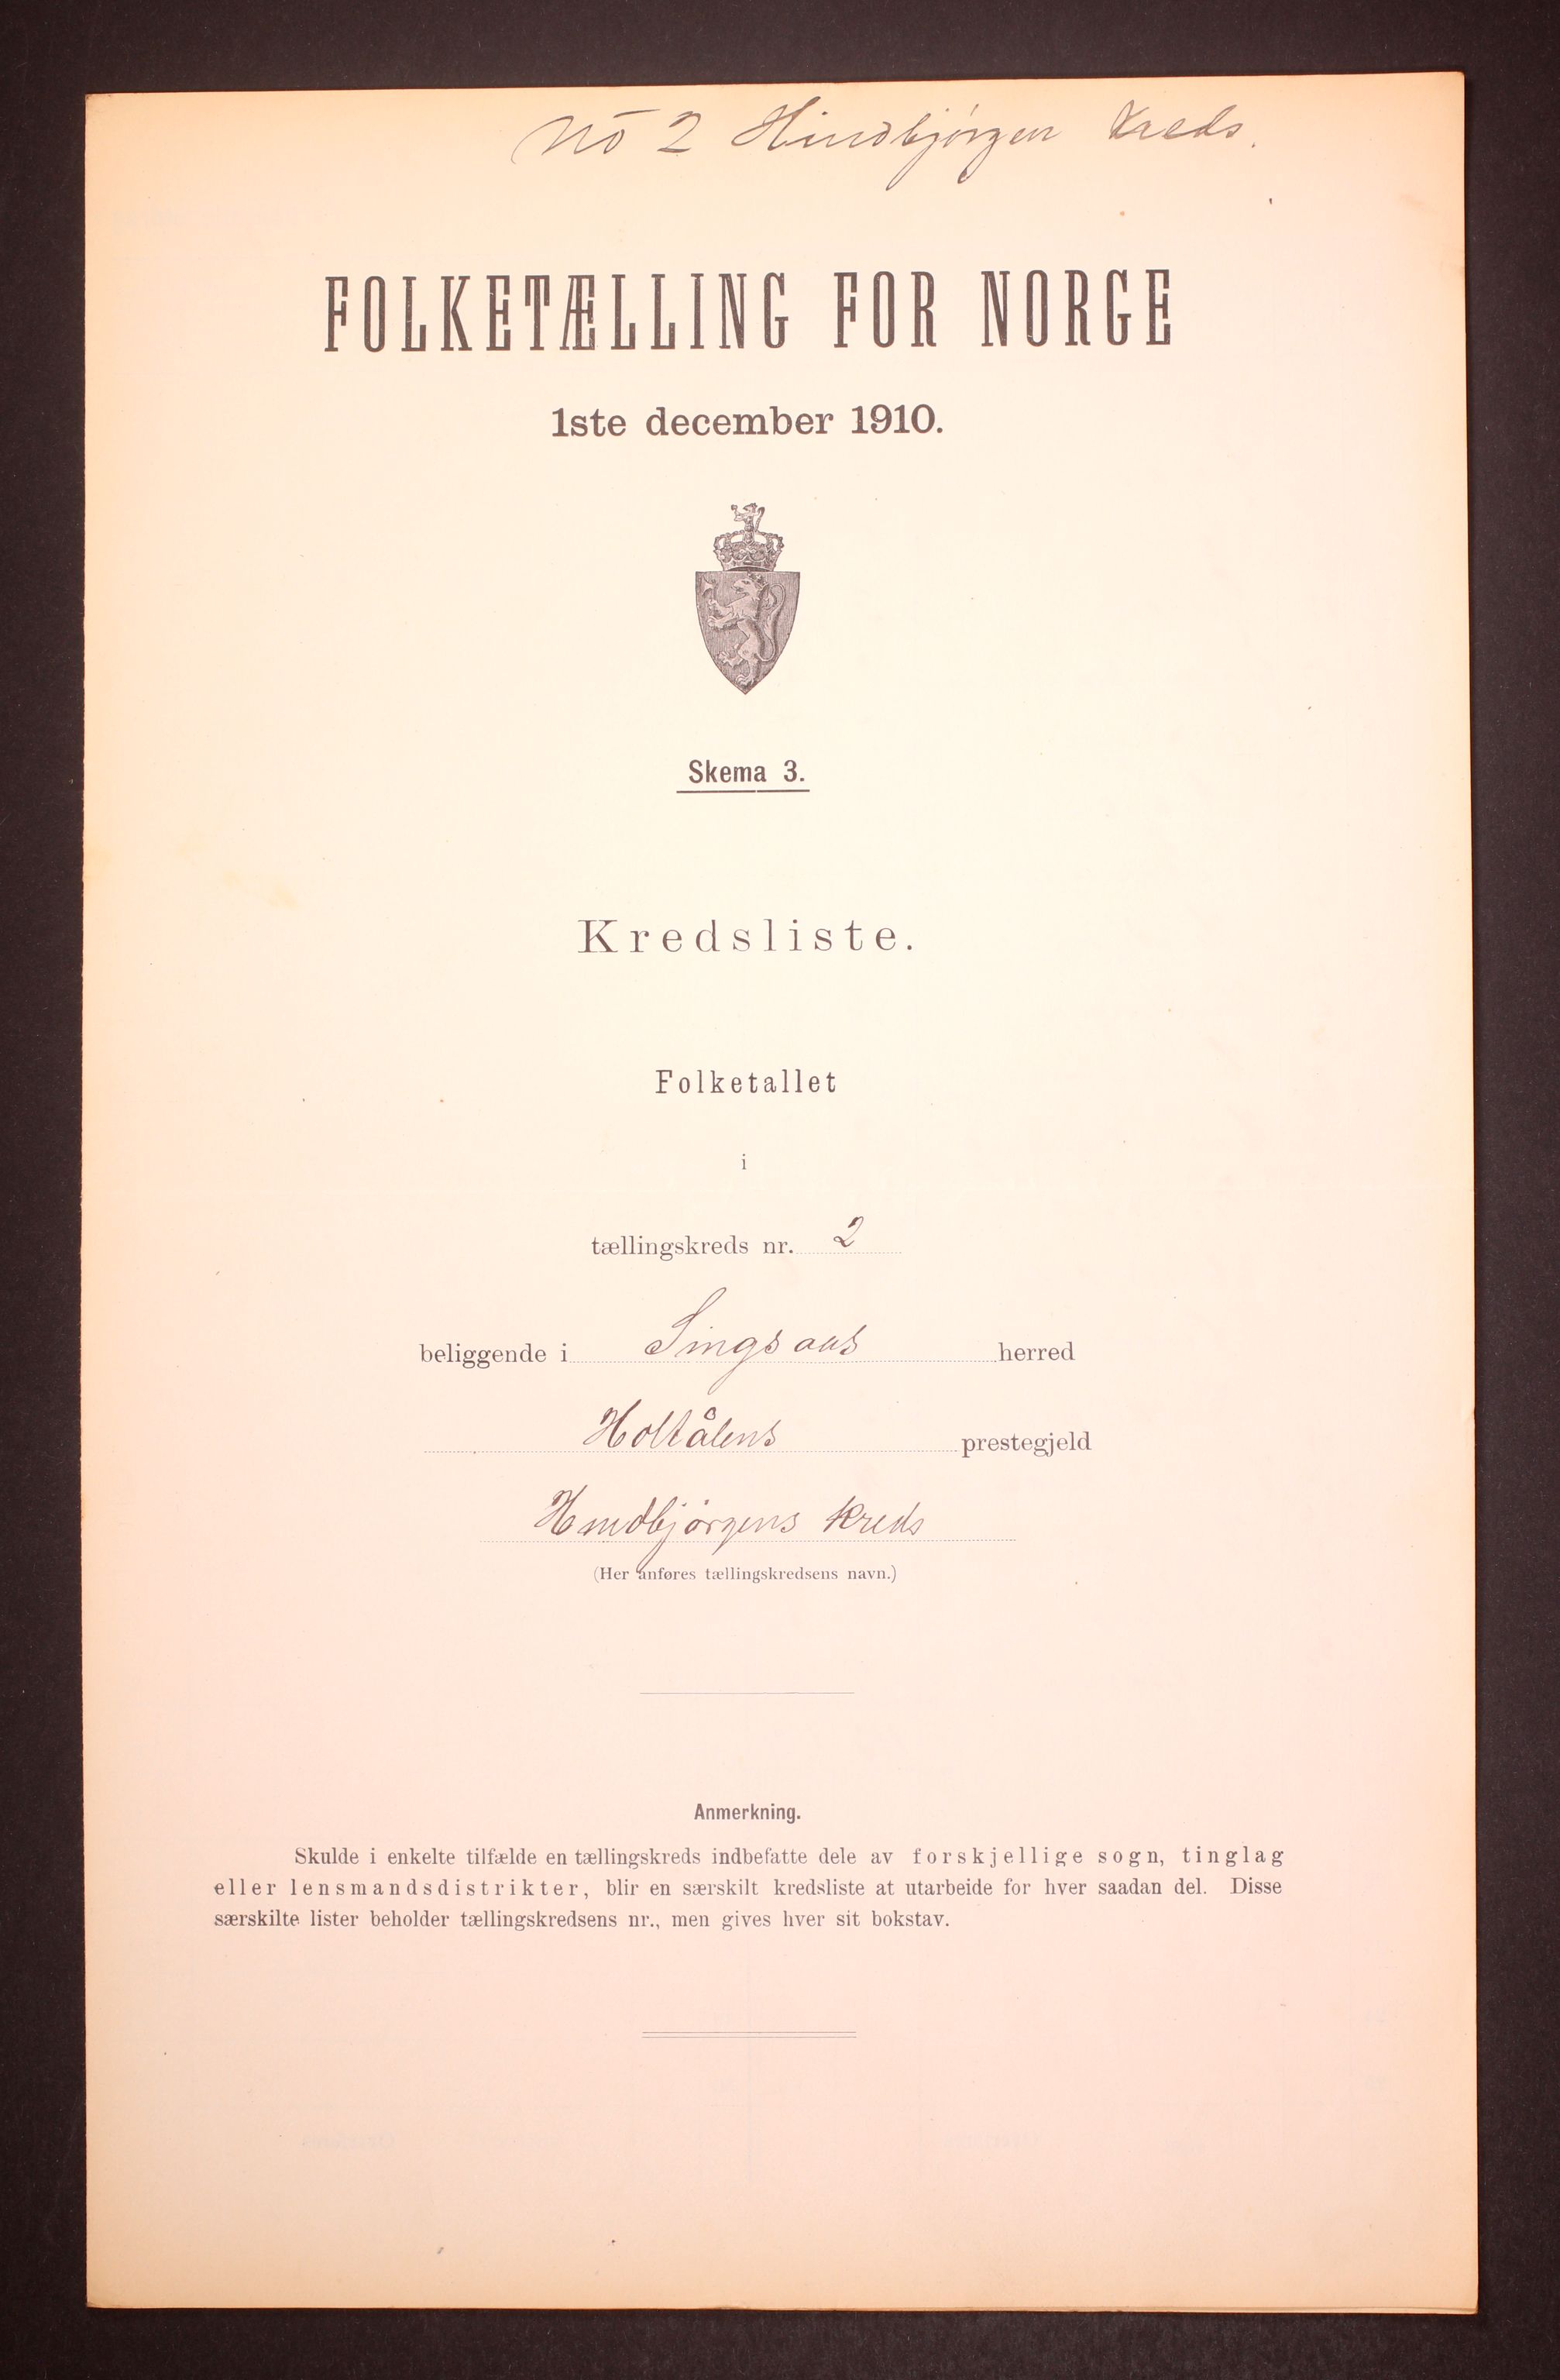 No 2 Hindbjørgen Kreds.
FOLKETÆLLING FOR NORGE
1ste december 1910.
Skema 3.
Kredsliste.
Folketallet
i
tællingskreds nr. 2
beliggende i Singsaas herred
Holtålens prestegjeld
Hindbjørgens Kreds
(Her anføres tællingskredsens navn.)
Anmerkning.
Skulde i enkelte tilfælde en tællingskreds indbefatte dele av forskjellige sogn, tinglag
eller lensmandsdistrikter, blir en særskilt kredsliste at utarbeide for hver saadan del. Disse
særskilte lister beholder tællingskredsens nr., men gives hver sit bokstav.